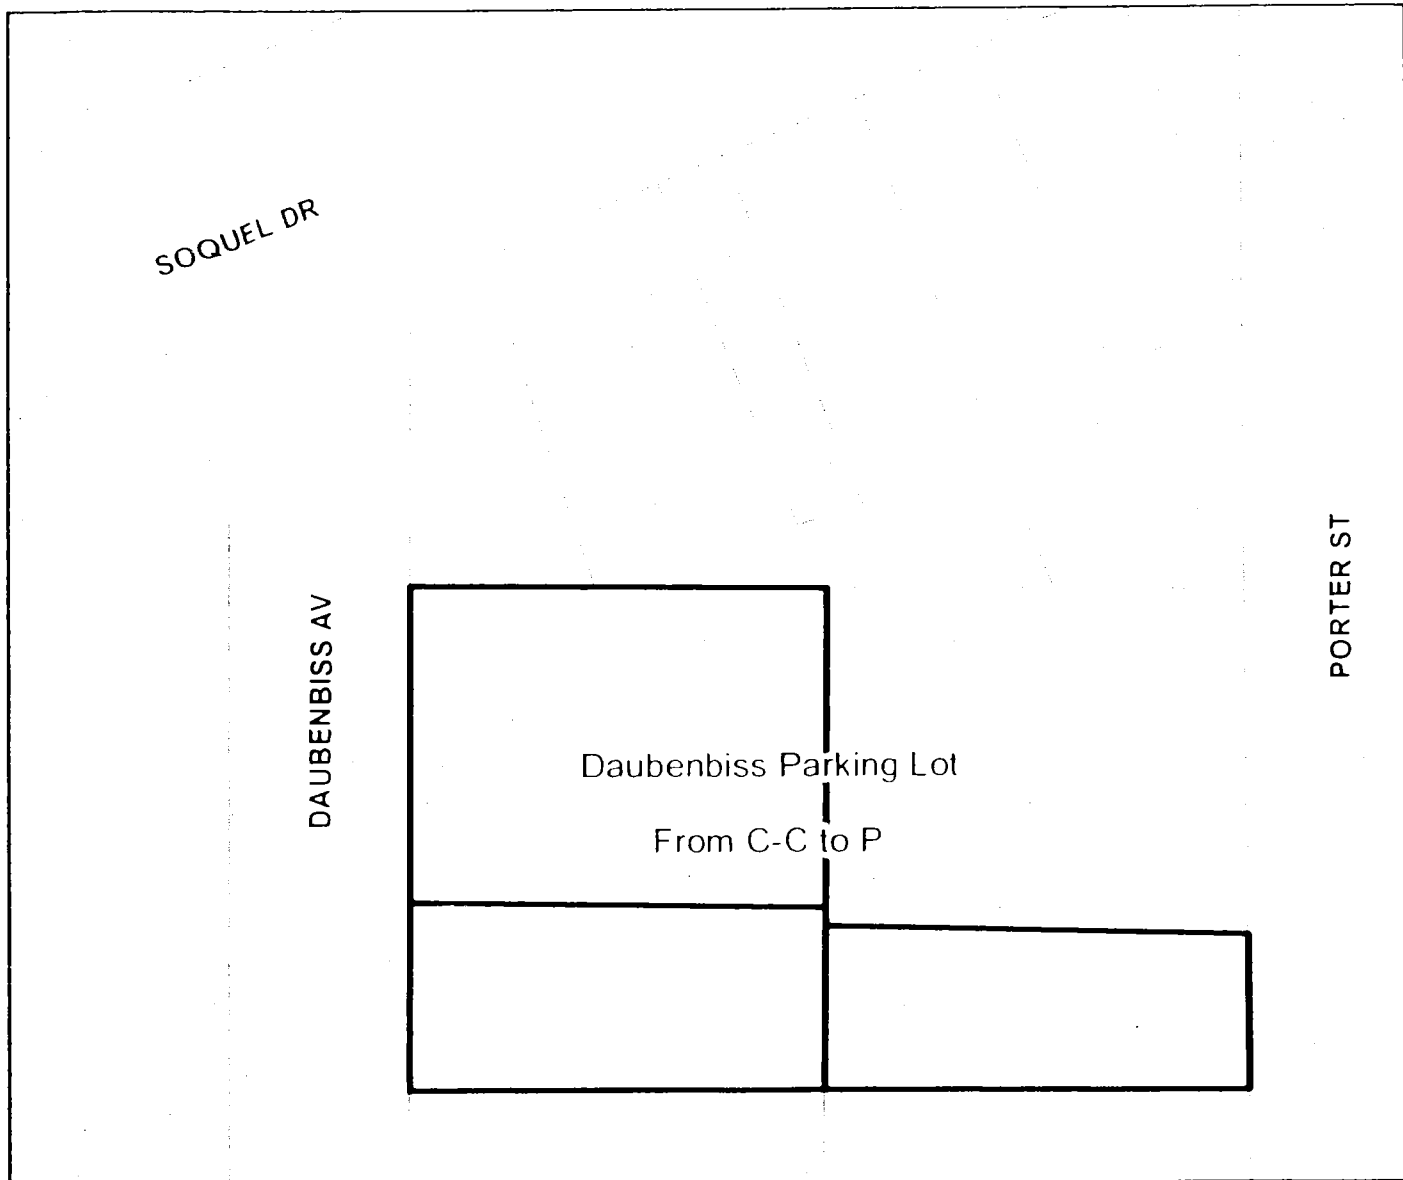 SOQUEL DR
DAUBENBISS AV
PORTER ST
Daubenbiss Parking Lot
From C-C to P